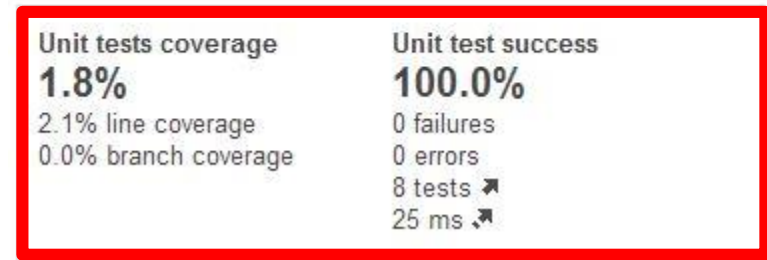 Unit tests coverage
1.8%
2.1% line coverage
0.0% branch coverage
Unit test success
100.0%
0 failures
0 errors
8 tests
25 ms